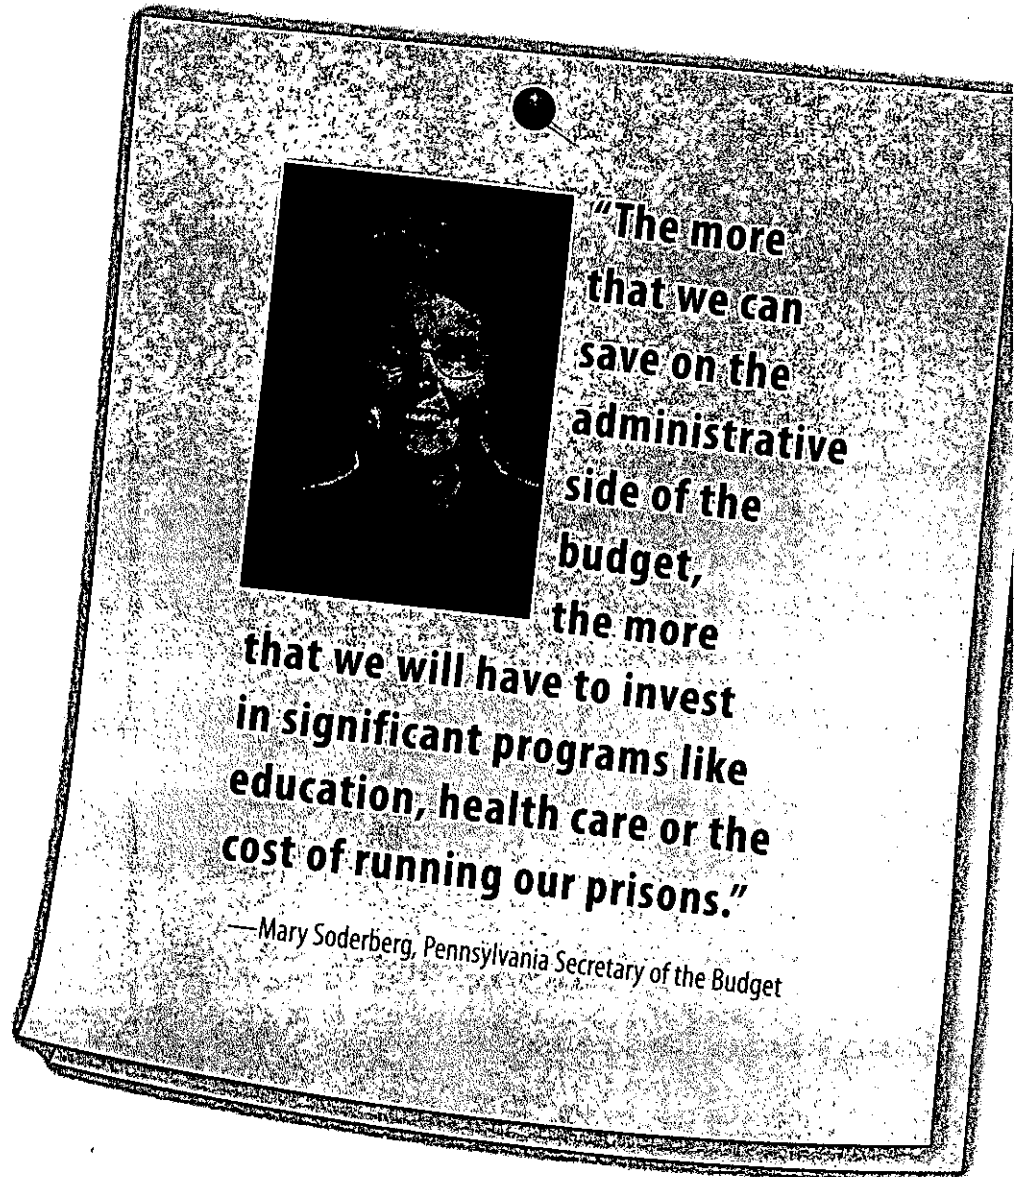 “The more
that we can
save on the
administrative
side of the
budget,
the more
that we will have to invest
in significant programs like
education, health care or the
cost of running our prisons.”
—Mary Soderberg, Pennsylvania Secretary of the Budget